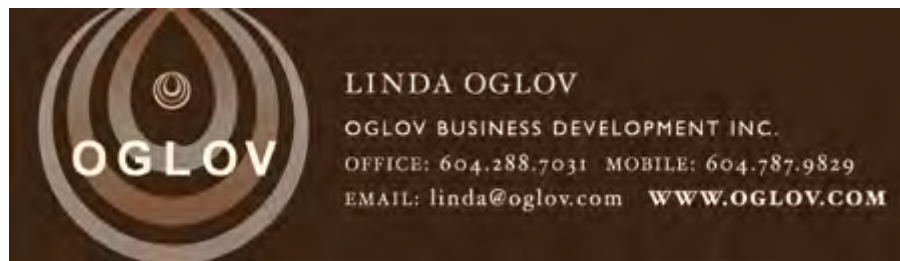 OGLOV
LINDA OGLOV
OGLOV BUSINESS DEVELOPMENT INC.
OFFICE: 604.288.7031 MOBILE: 604.787.9829
EMAIL: linda@oglov.com WWW.OGLOV.COM